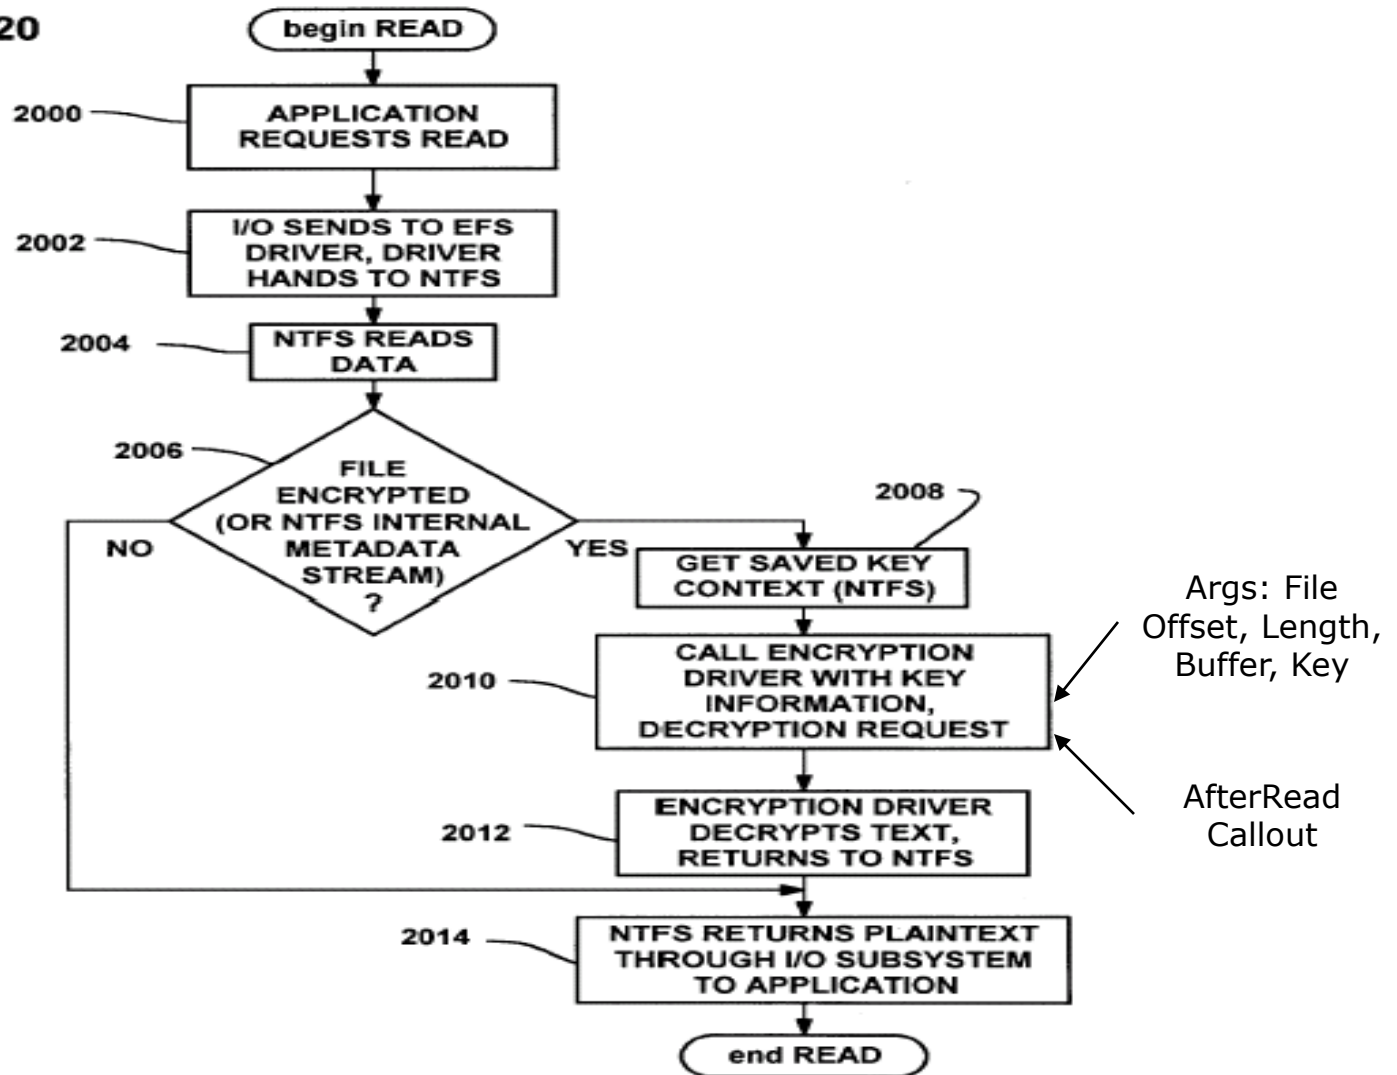 20
begin READ
2000
APPLICATION
REQUESTS READ
2002
I/O SENDS TO EFS
DRIVER, DRIVER
HANDS TO NTFS
2004
NTFS READS
DATA
2006
FILE
ENCRYPTED
(OR NTFS INTERNAL
METADATA
STREAM)
?
NO
YES
2008
GET SAVED KEY
CONTEXT (NTFS)
2010
CALL ENCRYPTION
DRIVER WITH KEY
INFORMATION,
DECRYPTION REQUEST
Args: File
Offset, Length,
Buffer, Key
AfterRead
Callout
2012
ENCRYPTION DRIVER
DECRYPTS TEXT,
RETURNS TO NTFS
2014
NTFS RETURNS PLAINTEXT
THROUGH I/O SUBSYSTEM
TO APPLICATION
end READ